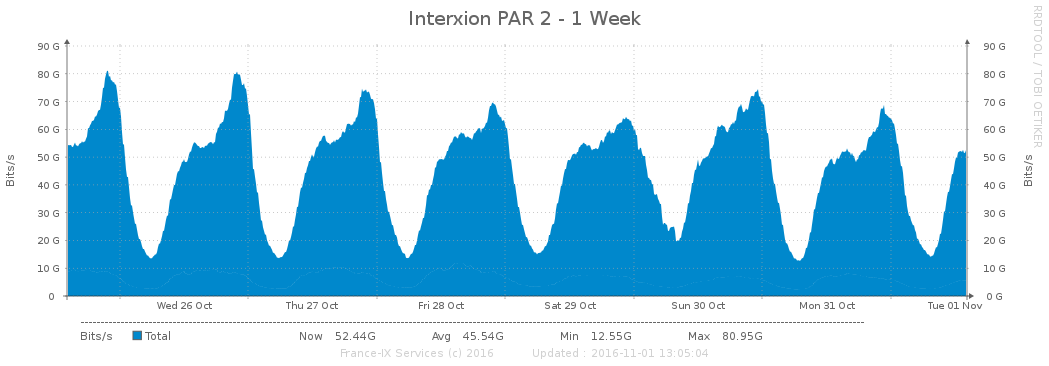 Interxion PAR 2 - 1 Week
RRDTOOL / TOBI OETIKER
90 G 90 G
80 G 80 G
70 G 70 G
60 G 60 G
50 G 50 G
40 G 40 G
30 G 30 G
20 G 20 G
10 G 10 G
0 0 G
Bits/s
Bits/s
Wed 26 Oct Thu 27 Oct Fri 28 Oct Sat 29 Oct Sun 30 Oct Mon 31 Oct Tue 01 Nov
Bits/s Total Now 52.44G Avg 45.54G Min 12.55G Max 80.95G
France-IX Services (c) 2016 Updated : 2016-11-01 13:05:04